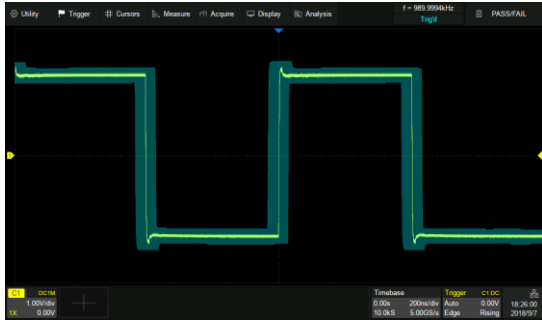 Utility Trigger Cursors Measure Acquire Display Analysis f = 989.9994kHz PASS/FAIL
Trig'd
C1 DC1M Timebase Trigger C1 DC
1.00V/div 0.00s 200ns/div Auto 0.00V 18:26:00
1X 0.00V 10.0kS 5.00GS/s Edge Rising 2018/9/7